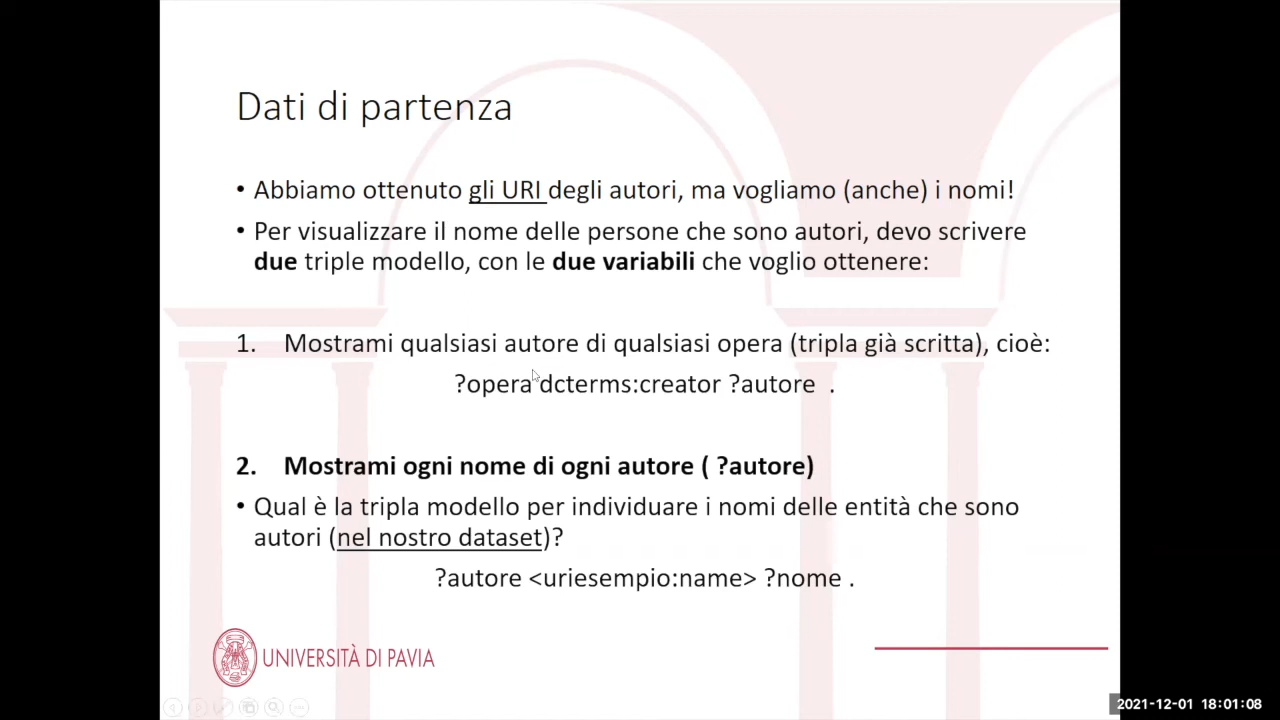 Dati di partenza
• Abbiamo ottenuto gli URI degli autori, ma vogliamo (anche) i nomi!
• Per visualizzare il nome delle persone che sono autori, devo scrivere
due triple modello, con le due variabili che voglio ottenere:
1. Mostrami qualsiasi autore di qualsiasi opera (tripla già scritta), cioè:
?opera dcterms:creator ?autore .
2. Mostrami ogni nome di ogni autore ( ?autore)
• Qual è la tripla modello per individuare i nomi delle entità che sono
autori (nel nostro dataset)?
?autore <uriesempio:name> ?nome .
UNIVERSITÀ DI PAVIA
2021-12-01 18:01:08